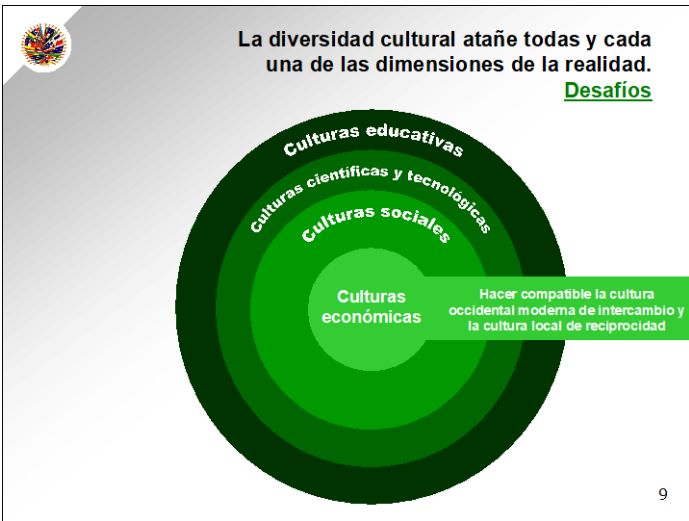 La diversidad cultural atañe todas y cada
una de las dimensiones de la realidad.
Desafíos
Culturas educativas
Culturas científicas y tecnológicas
Culturas sociales
Culturas
económicas
Hacer compatible la cultura
occidental moderna de intercambio y
la cultura local de reciprocidad
9